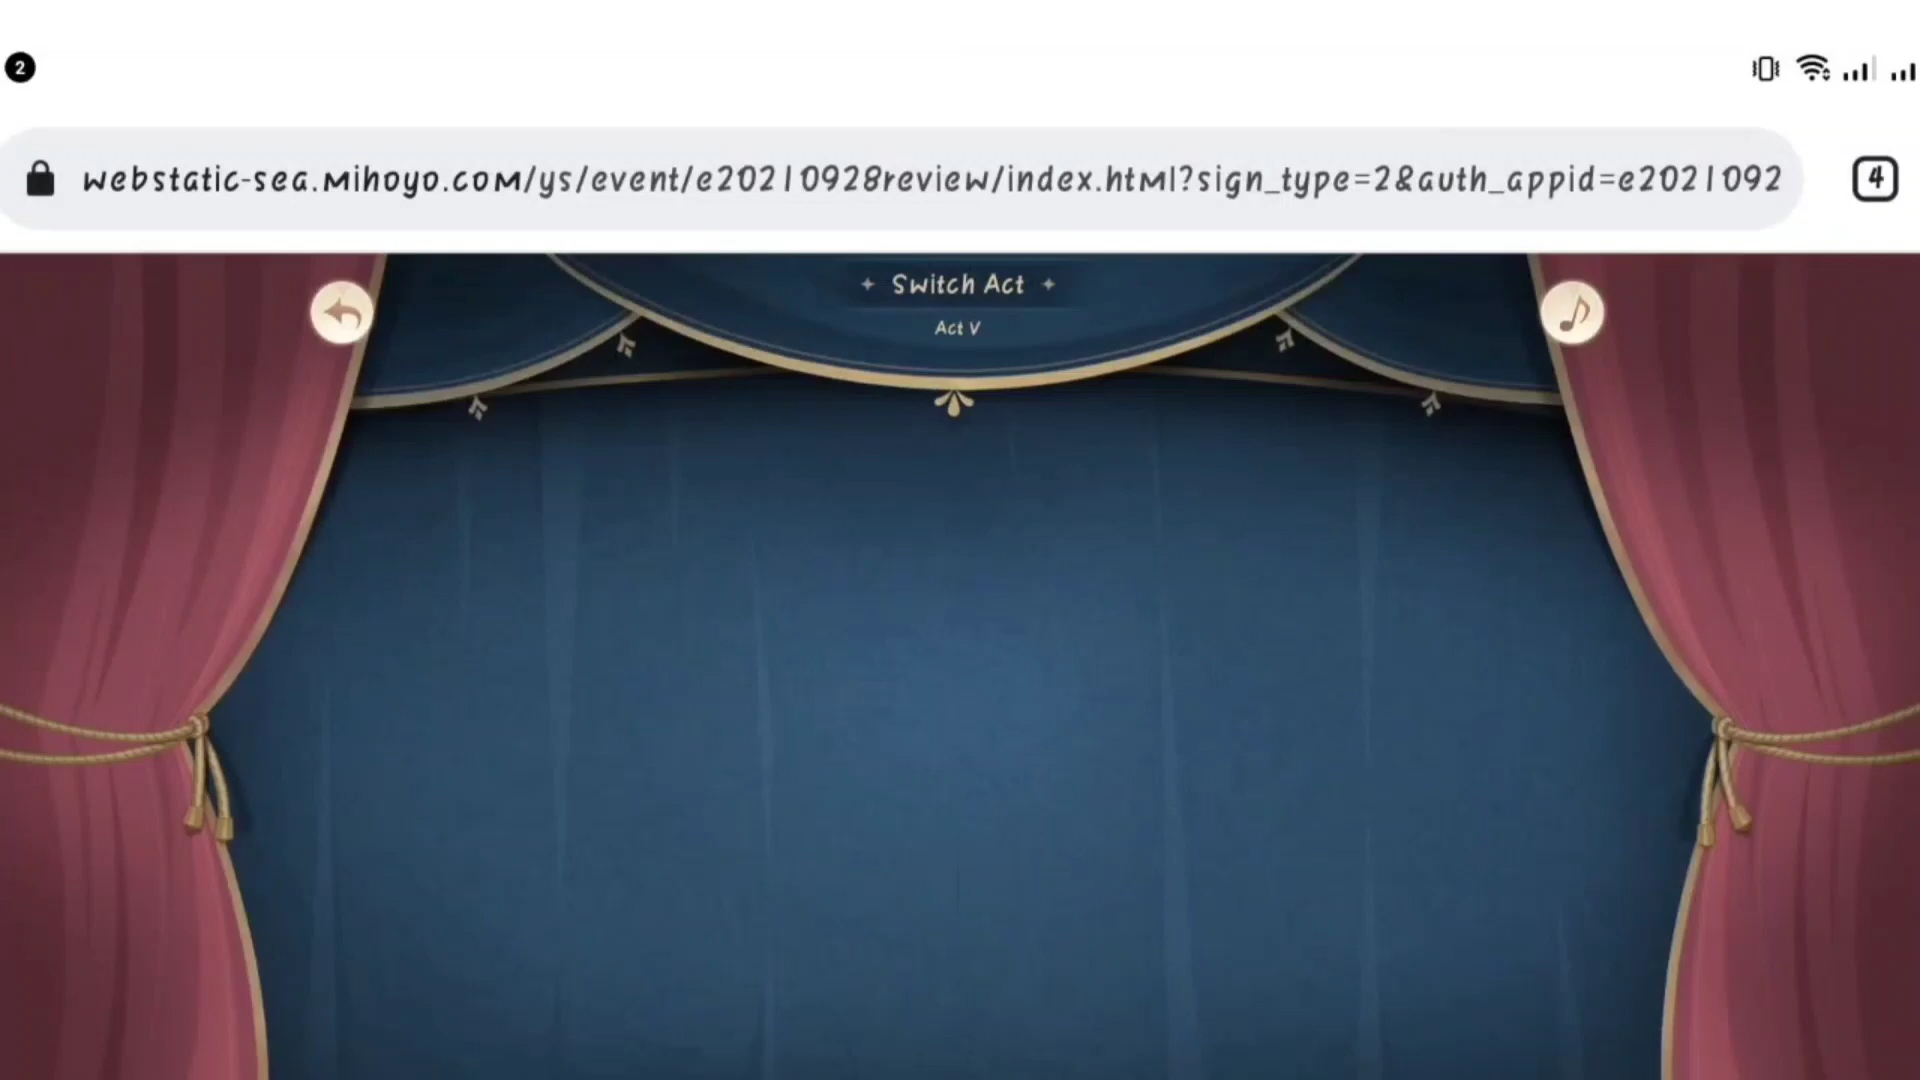 2
webstatic-sea.mihoyo.com/ys/event/e20210928review/index.html?sign_type=2&auth_appid=e2021092
4
Switch Act
Act V